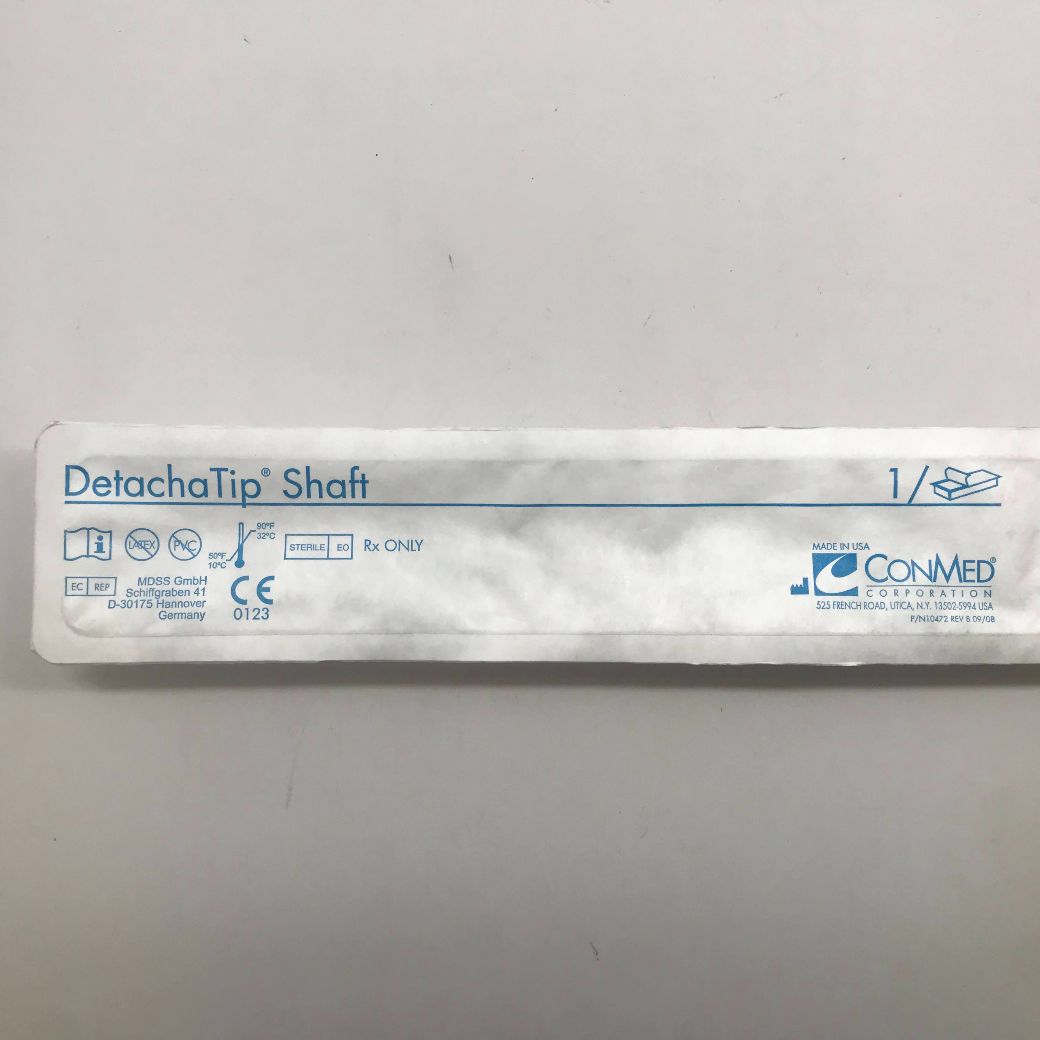 DetachaTip® Shaft 1/
i LATEX PVC 50°F 10°C 90°F 32°C STERILE EO Rx ONLY
EC REP
MDSS GmbH
Schiffgraben 41
D-30175 Hannover
Germany
CE
0123
MADE IN USA
CONMED®
CORPORATION
525 FRENCH ROAD, UTICA, N.Y. 13502-5994 USA
P/N10472 REV B 09/08